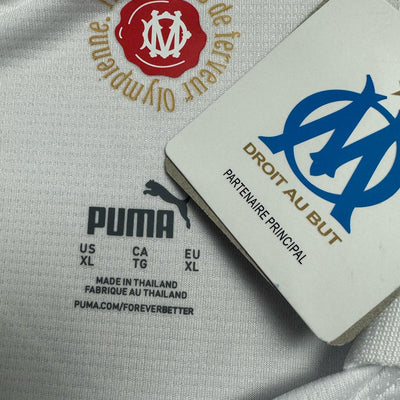 de ferveur Olympienne
DROIT AU BUT
PARTENAIRE PRINCIPAL
PUMA
US CA EU
XL TG XL
MADE IN THAILAND
FABRIQUE AU THAILAND
PUMA.COM/FOREVERBETTER